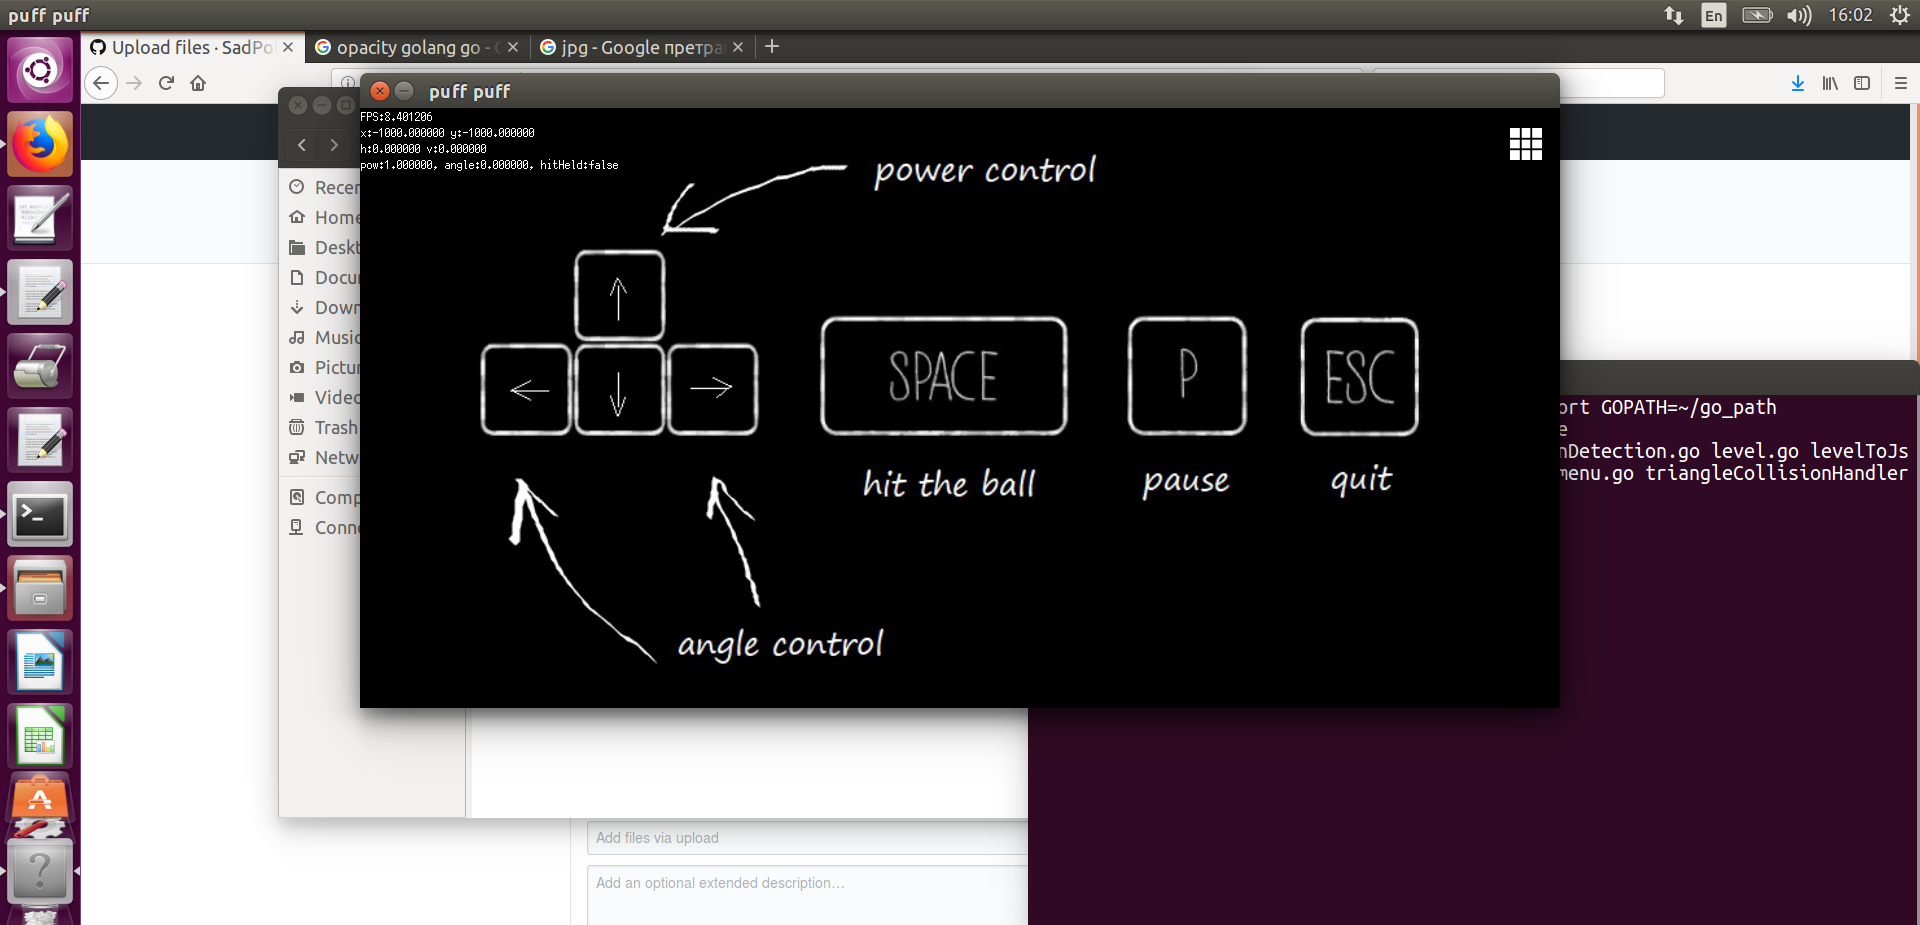 puff puff
En
16:02
Upload files · SadPo
opacity golang go -
jpg - Google претра
puff puff
FPS:8.401206
x:-1000.000000 y:-1000.000000
h:0.000000 v:0.000000
pow:1.000000, angle:0.000000, hitHeld:false
power control
SPACE
P
ESC
hit the ball
pause
quit
angle control
Recen
Home
Deskt
Docu
Down
Music
Pictur
Video
Trash
Netw
Comp
Conne
ort GOPATH=~/go_path
e
nDetection.go level.go levelToJs
menu.go triangleCollisionHandler
Add files via upload
Add an optional extended description…